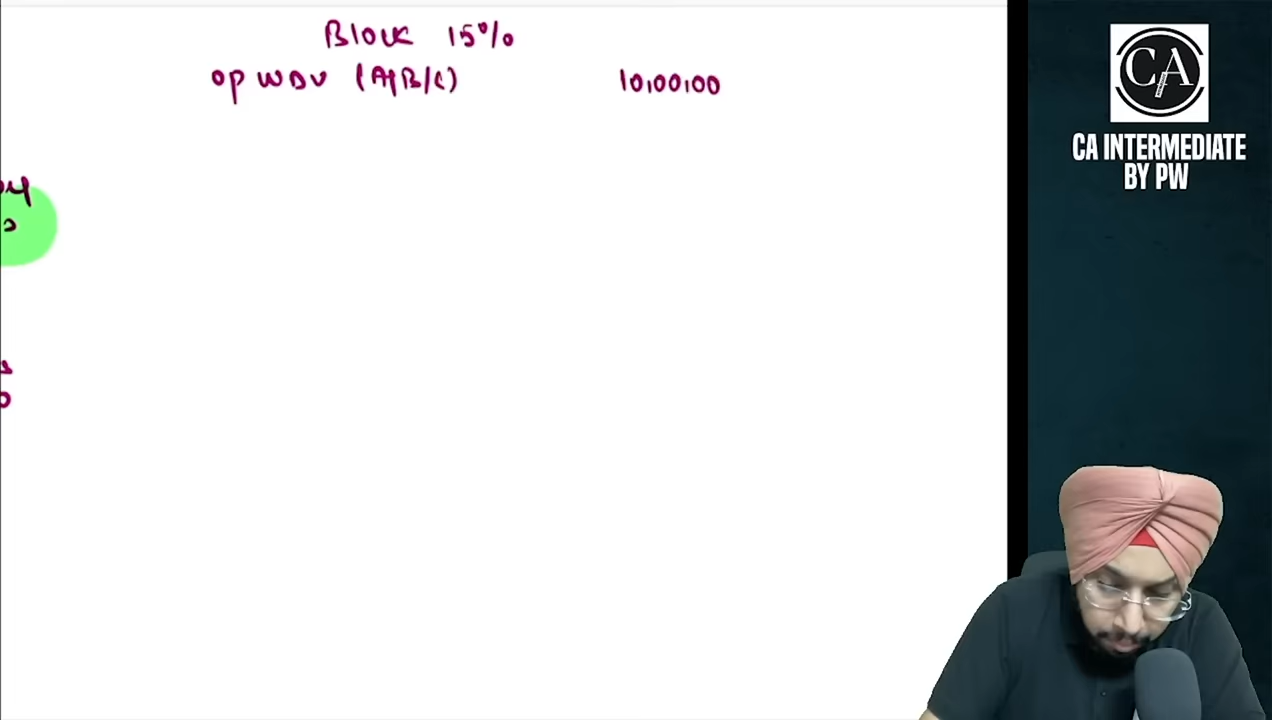 Block 15%
op WDV (A/B/C) 10,00,00
CA
CA INTERMEDIATE
BY PW